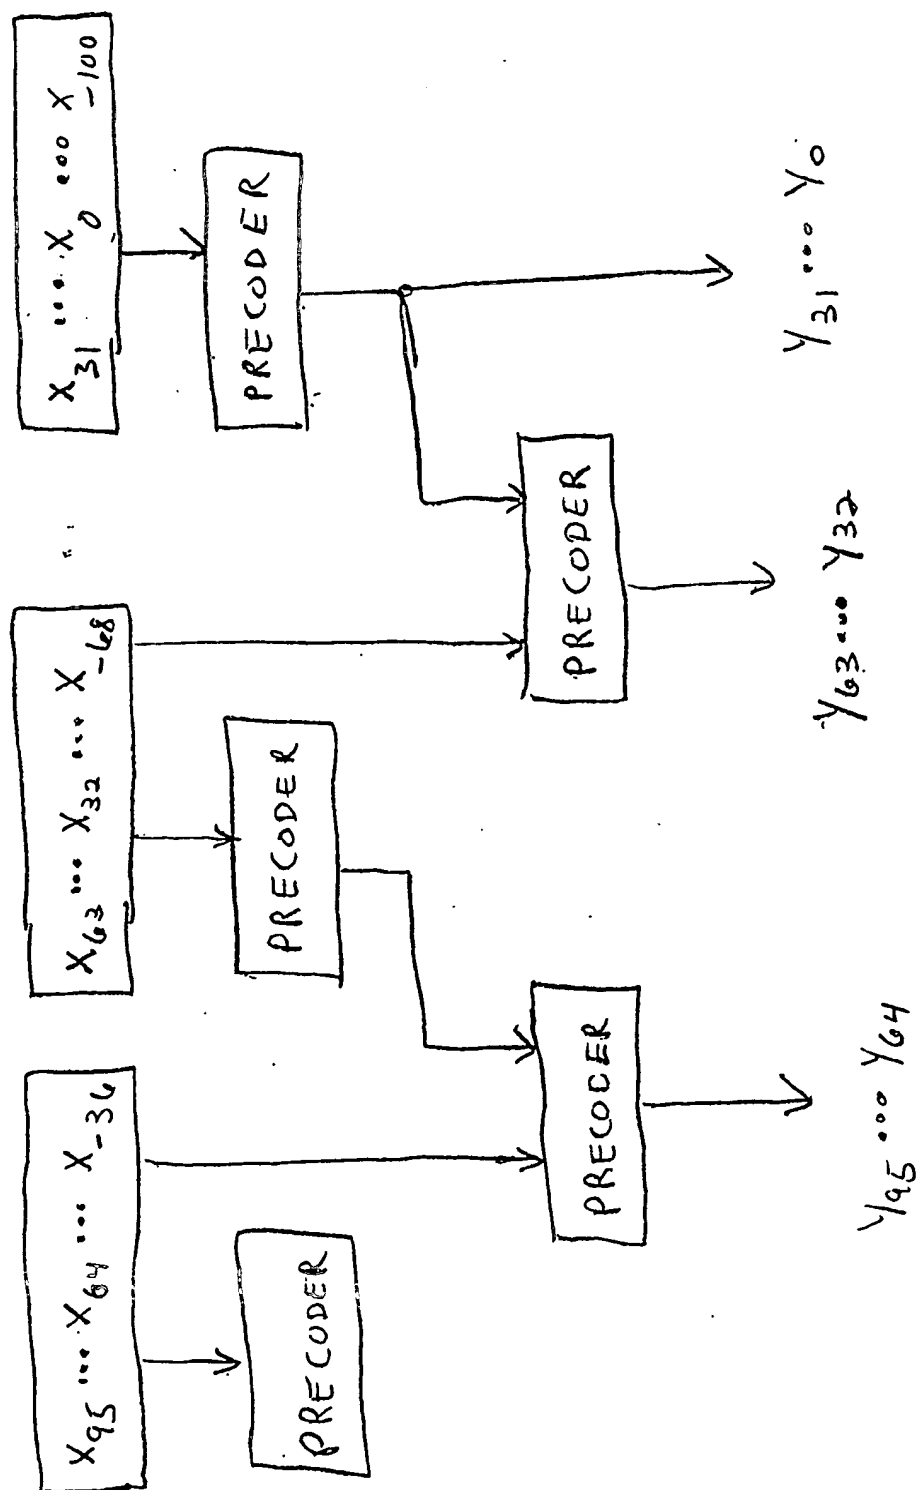 X95 ... X64 ... X-36
X63 ... X32 ... X-68
X31 ... X0 ... X-100
PRECODER
PRECODER
PRECODER
PRECODER
PRECODER
Y95 ... Y64
Y63 ... Y32
Y31 ... Y0